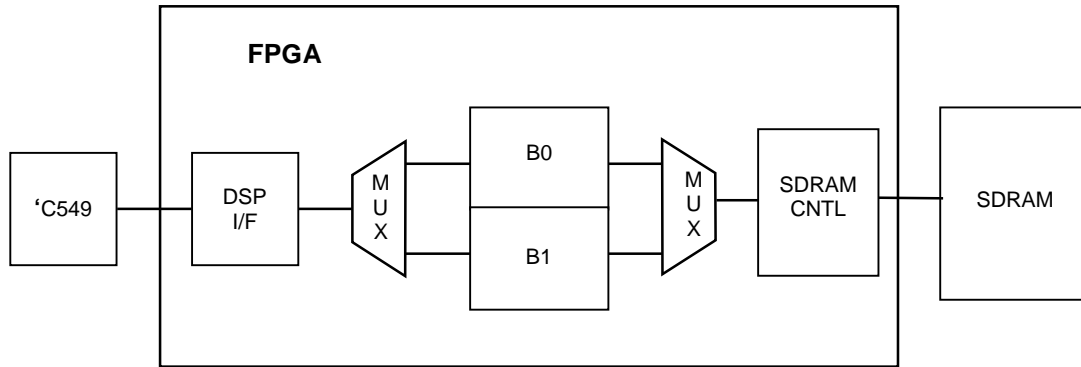 FPGA
‘C549
DSP
I/F
M
U
X
B0
B1
M
U
X
SDRAM
CNTL
SDRAM